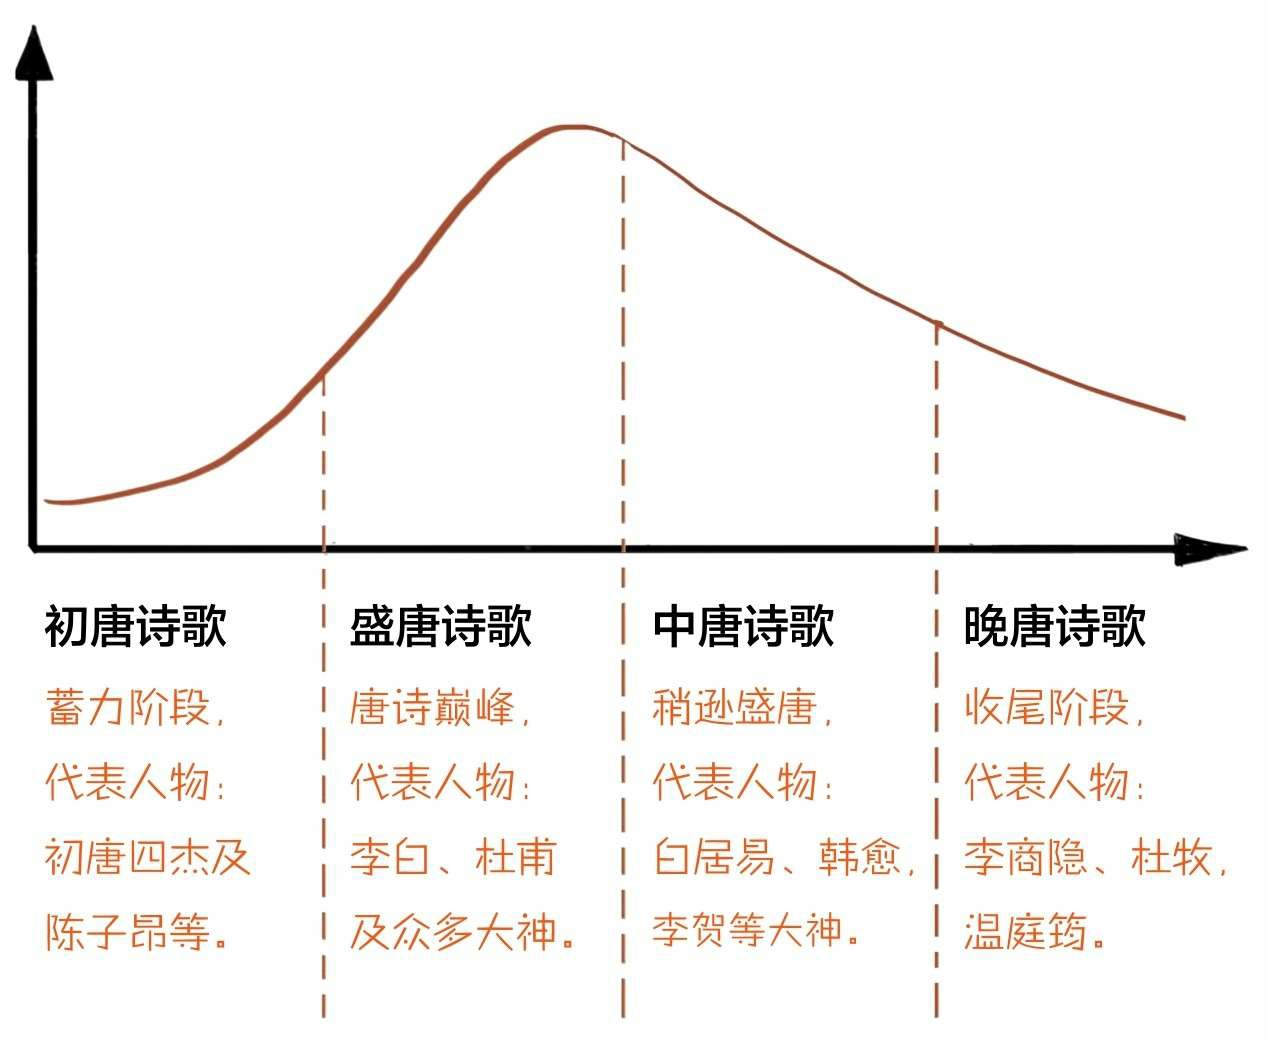 初唐诗歌
蓄力阶段，
代表人物：
初唐四杰及
陈子昂等。
盛唐诗歌
唐诗巅峰，
代表人物：
李白、杜甫
及众多大神。
中唐诗歌
稍逊盛唐，
代表人物：
白居易、韩愈，
李贺等大神。
晚唐诗歌
收尾阶段，
代表人物：
李商隐、杜牧，
温庭筠。